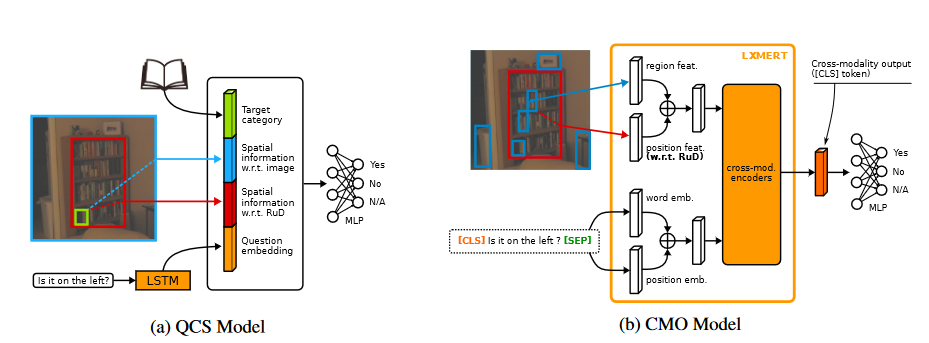 Target
category
Spatial
information
w.r.t. image
Spatial
information
w.r.t. RuD
Question
embedding
Is it on the left?
LSTM
Yes
No
N/A
MLP
(a) QCS Model
LXMERT
region feat.
position feat.
(w.r.t. RuD)
cross-mod.
encoders
word emb.
[CLS] Is it on the left ? [SEP]
position emb.
Cross-modality output
([CLS] token)
Yes
No
N/A
MLP
(b) CMO Model